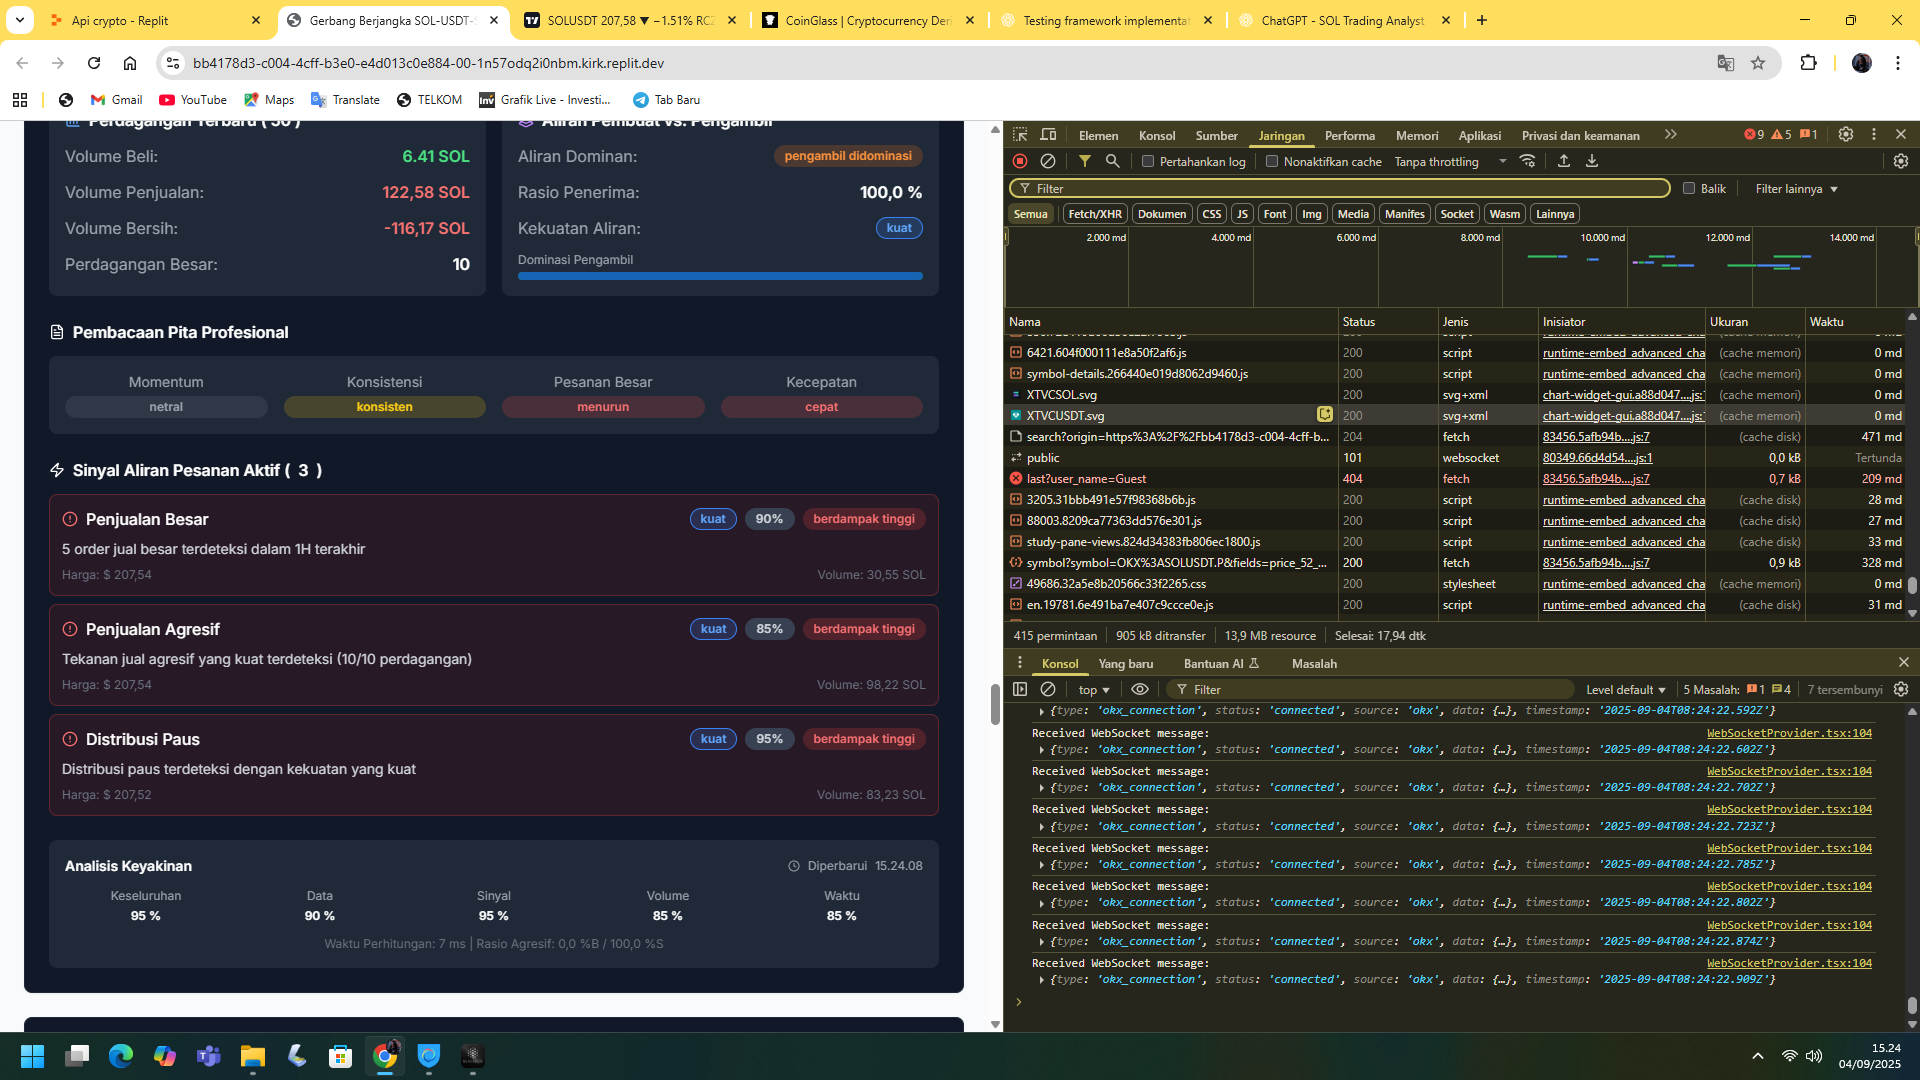 Api crypto - Replit
Gerbang Berjangka SOL-USDT-S
SOLUSDT 207,58 ▼ −1.51% RCZ
CoinGlass | Cryptocurrency Deri
Testing framework implementat
ChatGPT - SOL Trading Analyst
bb4178d3-c004-4cff-b3e0-e4d013c0e884-00-1n57odq2i0nbm.kirk.replit.dev
Gmail
YouTube
Maps
Translate
TELKOM
Grafik Live - Investi...
Tab Baru
Perdagangan Terbaru ( 50 )
Volume Beli:
6.41 SOL
Volume Penjualan:
122,58 SOL
Volume Bersih:
-116,17 SOL
Perdagangan Besar:
10
Aliran Pembuat vs. Pengambil
Aliran Dominan:
pengambil didominasi
Rasio Penerima:
100,0 %
Kekuatan Aliran:
kuat
Dominasi Pengambil
Pembacaan Pita Profesional
Momentum
netral
Konsistensi
konsisten
Pesanan Besar
menurun
Kecepatan
cepat
Sinyal Aliran Pesanan Aktif ( 3 )
Penjualan Besar
kuat
90%
berdampak tinggi
5 order jual besar terdeteksi dalam 1H terakhir
Harga: $ 207,54
Volume: 30,55 SOL
Penjualan Agresif
kuat
85%
berdampak tinggi
Tekanan jual agresif yang kuat terdeteksi (10/10 perdagangan)
Harga: $ 207,54
Volume: 98,22 SOL
Distribusi Paus
kuat
95%
berdampak tinggi
Distribusi paus terdeteksi dengan kekuatan yang kuat
Harga: $ 207,52
Volume: 83,23 SOL
Analisis Keyakinan
Diperbarui 15.24.08
Keseluruhan
95 %
Data
90 %
Sinyal
95 %
Volume
85 %
Waktu
85 %
Waktu Perhitungan: 7 ms | Rasio Agresif: 0,0 %B / 100,0 %S
Elemen
Konsol
Sumber
Jaringan
Performa
Memori
Aplikasi
Privasi dan keamanan
9
5
1
Pertahankan log
Nonaktifkan cache
Tanpa throttling
Filter
Balik
Filter lainnya
Semua
Fetch/XHR
Dokumen
CSS
JS
Font
Img
Media
Manifes
Socket
Wasm
Lainnya
2.000 md
4.000 md
6.000 md
8.000 md
10.000 md
12.000 md
14.000 md
Nama Status Jenis Inisiator Ukuran Waktu
6421.604f000111e8a50f2af6.js 200 script runtime-embed_advanced_cha (cache memori) 0 md
symbol-details.266440e019d8062d9460.js 200 script runtime-embed_advanced_cha (cache memori) 0 md
XTVCSOL.svg 200 svg+xml chart-widget-gui.a88d047....js: (cache memori) 0 md
XTVCUSDT.svg 200 svg+xml chart-widget-gui.a88d047....js: (cache memori) 0 md
search?origin=https%3A%2F%2Fbb4178d3-c004-4cff-b... 204 fetch 83456.5afb94b....js:7 (cache disk) 471 md
public 101 websocket 80349.66d4d54....js:1 0,0 kB Tertunda
last?user_name=Guest 404 fetch 83456.5afb94b....js:7 0,7 kB 209 md
3205.31bbb491e57f98368b6b.js 200 script runtime-embed_advanced_cha (cache disk) 28 md
88003.8209ca77363dd576e301.js 200 script runtime-embed_advanced_cha (cache disk) 27 md
study-pane-views.824d34383fb806ec1800.js 200 script runtime-embed_advanced_cha (cache disk) 33 md
symbol?symbol=OKX%3ASOLUSDT.P&fields=price_52_... 200 fetch 83456.5afb94b....js:7 0,9 kB 328 md
49686.32a5e8b20566c33f2265.css 200 stylesheet runtime-embed_advanced_cha (cache memori) 0 md
en.19781.6e491ba7e407c9ccce0e.js 200 script runtime-embed_advanced_cha (cache disk) 31 md
415 permintaan
905 kB ditransfer
13,9 MB resource
Selesai: 17,94 dtk
Konsol
Yang baru
Bantuan AI
Masalah
top
Filter
Level default
5 Masalah:
1
4
7 tersembunyi
{type: 'okx_connection', status: 'connected', source: 'okx', data: {…}, timestamp: '2025-09-04T08:24:22.592Z'}
Received WebSocket message: WebSocketProvider.tsx:104
{type: 'okx_connection', status: 'connected', source: 'okx', data: {…}, timestamp: '2025-09-04T08:24:22.602Z'}
Received WebSocket message: WebSocketProvider.tsx:104
{type: 'okx_connection', status: 'connected', source: 'okx', data: {…}, timestamp: '2025-09-04T08:24:22.702Z'}
Received WebSocket message: WebSocketProvider.tsx:104
{type: 'okx_connection', status: 'connected', source: 'okx', data: {…}, timestamp: '2025-09-04T08:24:22.723Z'}
Received WebSocket message: WebSocketProvider.tsx:104
{type: 'okx_connection', status: 'connected', source: 'okx', data: {…}, timestamp: '2025-09-04T08:24:22.785Z'}
Received WebSocket message: WebSocketProvider.tsx:104
{type: 'okx_connection', status: 'connected', source: 'okx', data: {…}, timestamp: '2025-09-04T08:24:22.802Z'}
Received WebSocket message: WebSocketProvider.tsx:104
{type: 'okx_connection', status: 'connected', source: 'okx', data: {…}, timestamp: '2025-09-04T08:24:22.874Z'}
Received WebSocket message: WebSocketProvider.tsx:104
{type: 'okx_connection', status: 'connected', source: 'okx', data: {…}, timestamp: '2025-09-04T08:24:22.909Z'}
15.24
04/09/2025